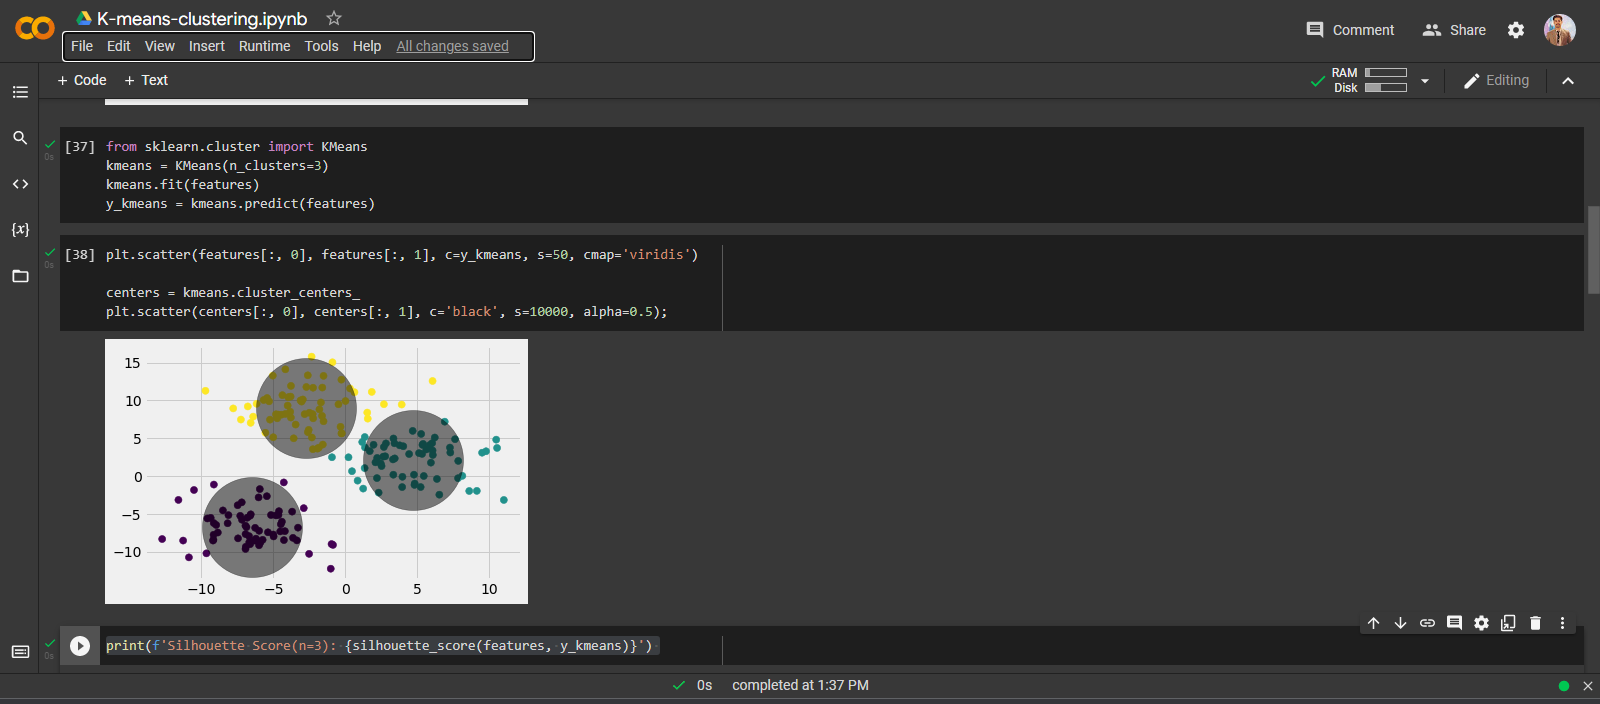 K-means-clustering.ipynb
File Edit View Insert Runtime Tools Help All changes saved
Comment Share
+ Code + Text
RAM
Disk
Editing
[37] from sklearn.cluster import KMeans
0s
kmeans = KMeans(n_clusters=3)
kmeans.fit(features)
y_kmeans = kmeans.predict(features)
{x}
[38] plt.scatter(features[:, 0], features[:, 1], c=y_kmeans, s=50, cmap='viridis')
0s
centers = kmeans.cluster_centers_
plt.scatter(centers[:, 0], centers[:, 1], c='black', s=10000, alpha=0.5);
15
10
5
0
−5
−10
−10 −5 0 5 10
print(f'Silhouette Score(n=3): {silhouette_score(features, y_kmeans)}')
0s
0s completed at 1:37 PM